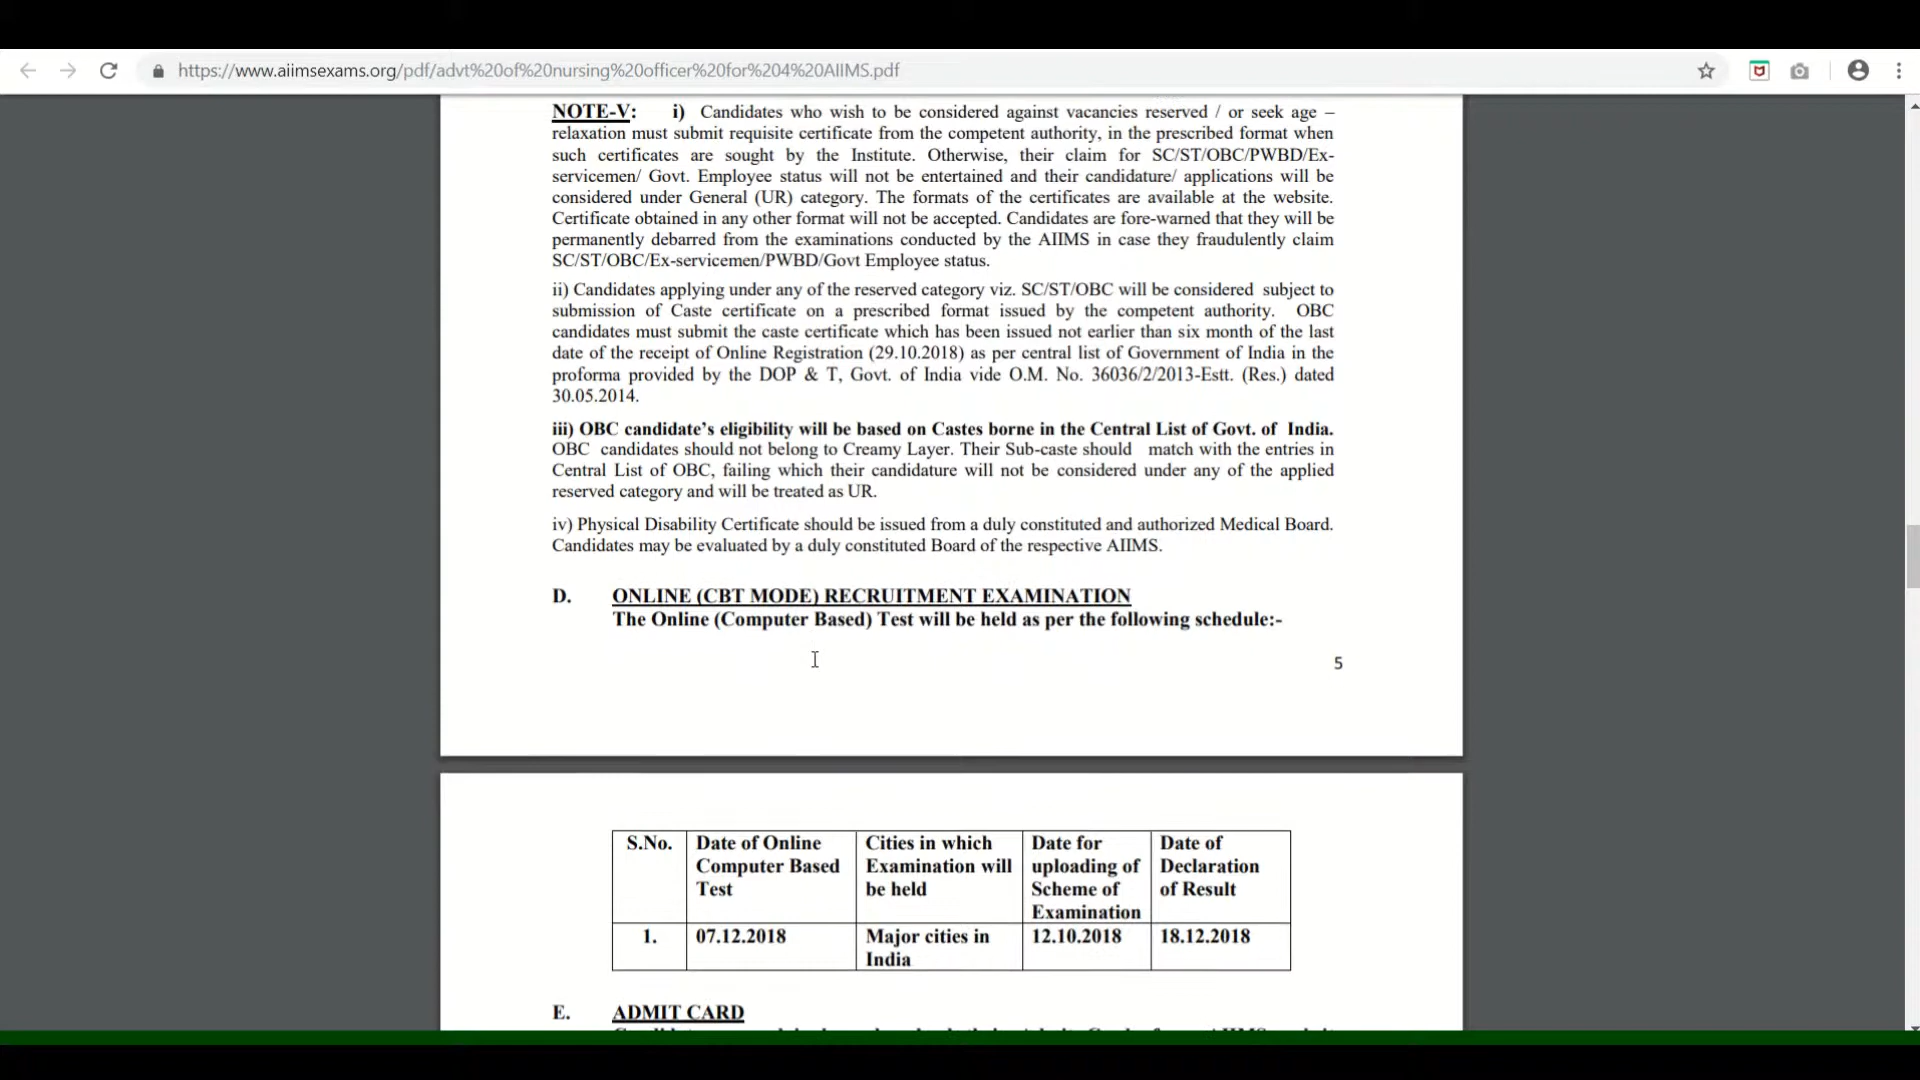 https://www.aiimsexams.org/pdf/advt%20of%20nursing%20officer%20for%204%20AIIMS.pdf
NOTE-V: i) Candidates who wish to be considered against vacancies reserved / or seek age –
relaxation must submit requisite certificate from the competent authority, in the prescribed format when
such certificates are sought by the Institute. Otherwise, their claim for SC/ST/OBC/PWBD/Ex-
servicemen/ Govt. Employee status will not be entertained and their candidature/ applications will be
considered under General (UR) category. The formats of the certificates are available at the website.
Certificate obtained in any other format will not be accepted. Candidates are fore-warned that they will be
permanently debarred from the examinations conducted by the AIIMS in case they fraudulently claim
SC/ST/OBC/Ex-servicemen/PWBD/Govt Employee status.
ii) Candidates applying under any of the reserved category viz. SC/ST/OBC will be considered subject to
submission of Caste certificate on a prescribed format issued by the competent authority. OBC
candidates must submit the caste certificate which has been issued not earlier than six month of the last
date of the receipt of Online Registration (29.10.2018) as per central list of Government of India in the
proforma provided by the DOP & T, Govt. of India vide O.M. No. 36036/2/2013-Estt. (Res.) dated
30.05.2014.
iii) OBC candidate's eligibility will be based on Castes borne in the Central List of Govt. of India.
OBC candidates should not belong to Creamy Layer. Their Sub-caste should match with the entries in
Central List of OBC, failing which their candidature will not be considered under any of the applied
reserved category and will be treated as UR.
iv) Physical Disability Certificate should be issued from a duly constituted and authorized Medical Board.
Candidates may be evaluated by a duly constituted Board of the respective AIIMS.
D. ONLINE (CBT MODE) RECRUITMENT EXAMINATION
The Online (Computer Based) Test will be held as per the following schedule:-
5
S.No. Date of Online Cities in which Date for Date of
Computer Based Examination will uploading of Declaration
Test be held Scheme of of Result
Examination
1. 07.12.2018 Major cities in 12.10.2018 18.12.2018
India
E. ADMIT CARD